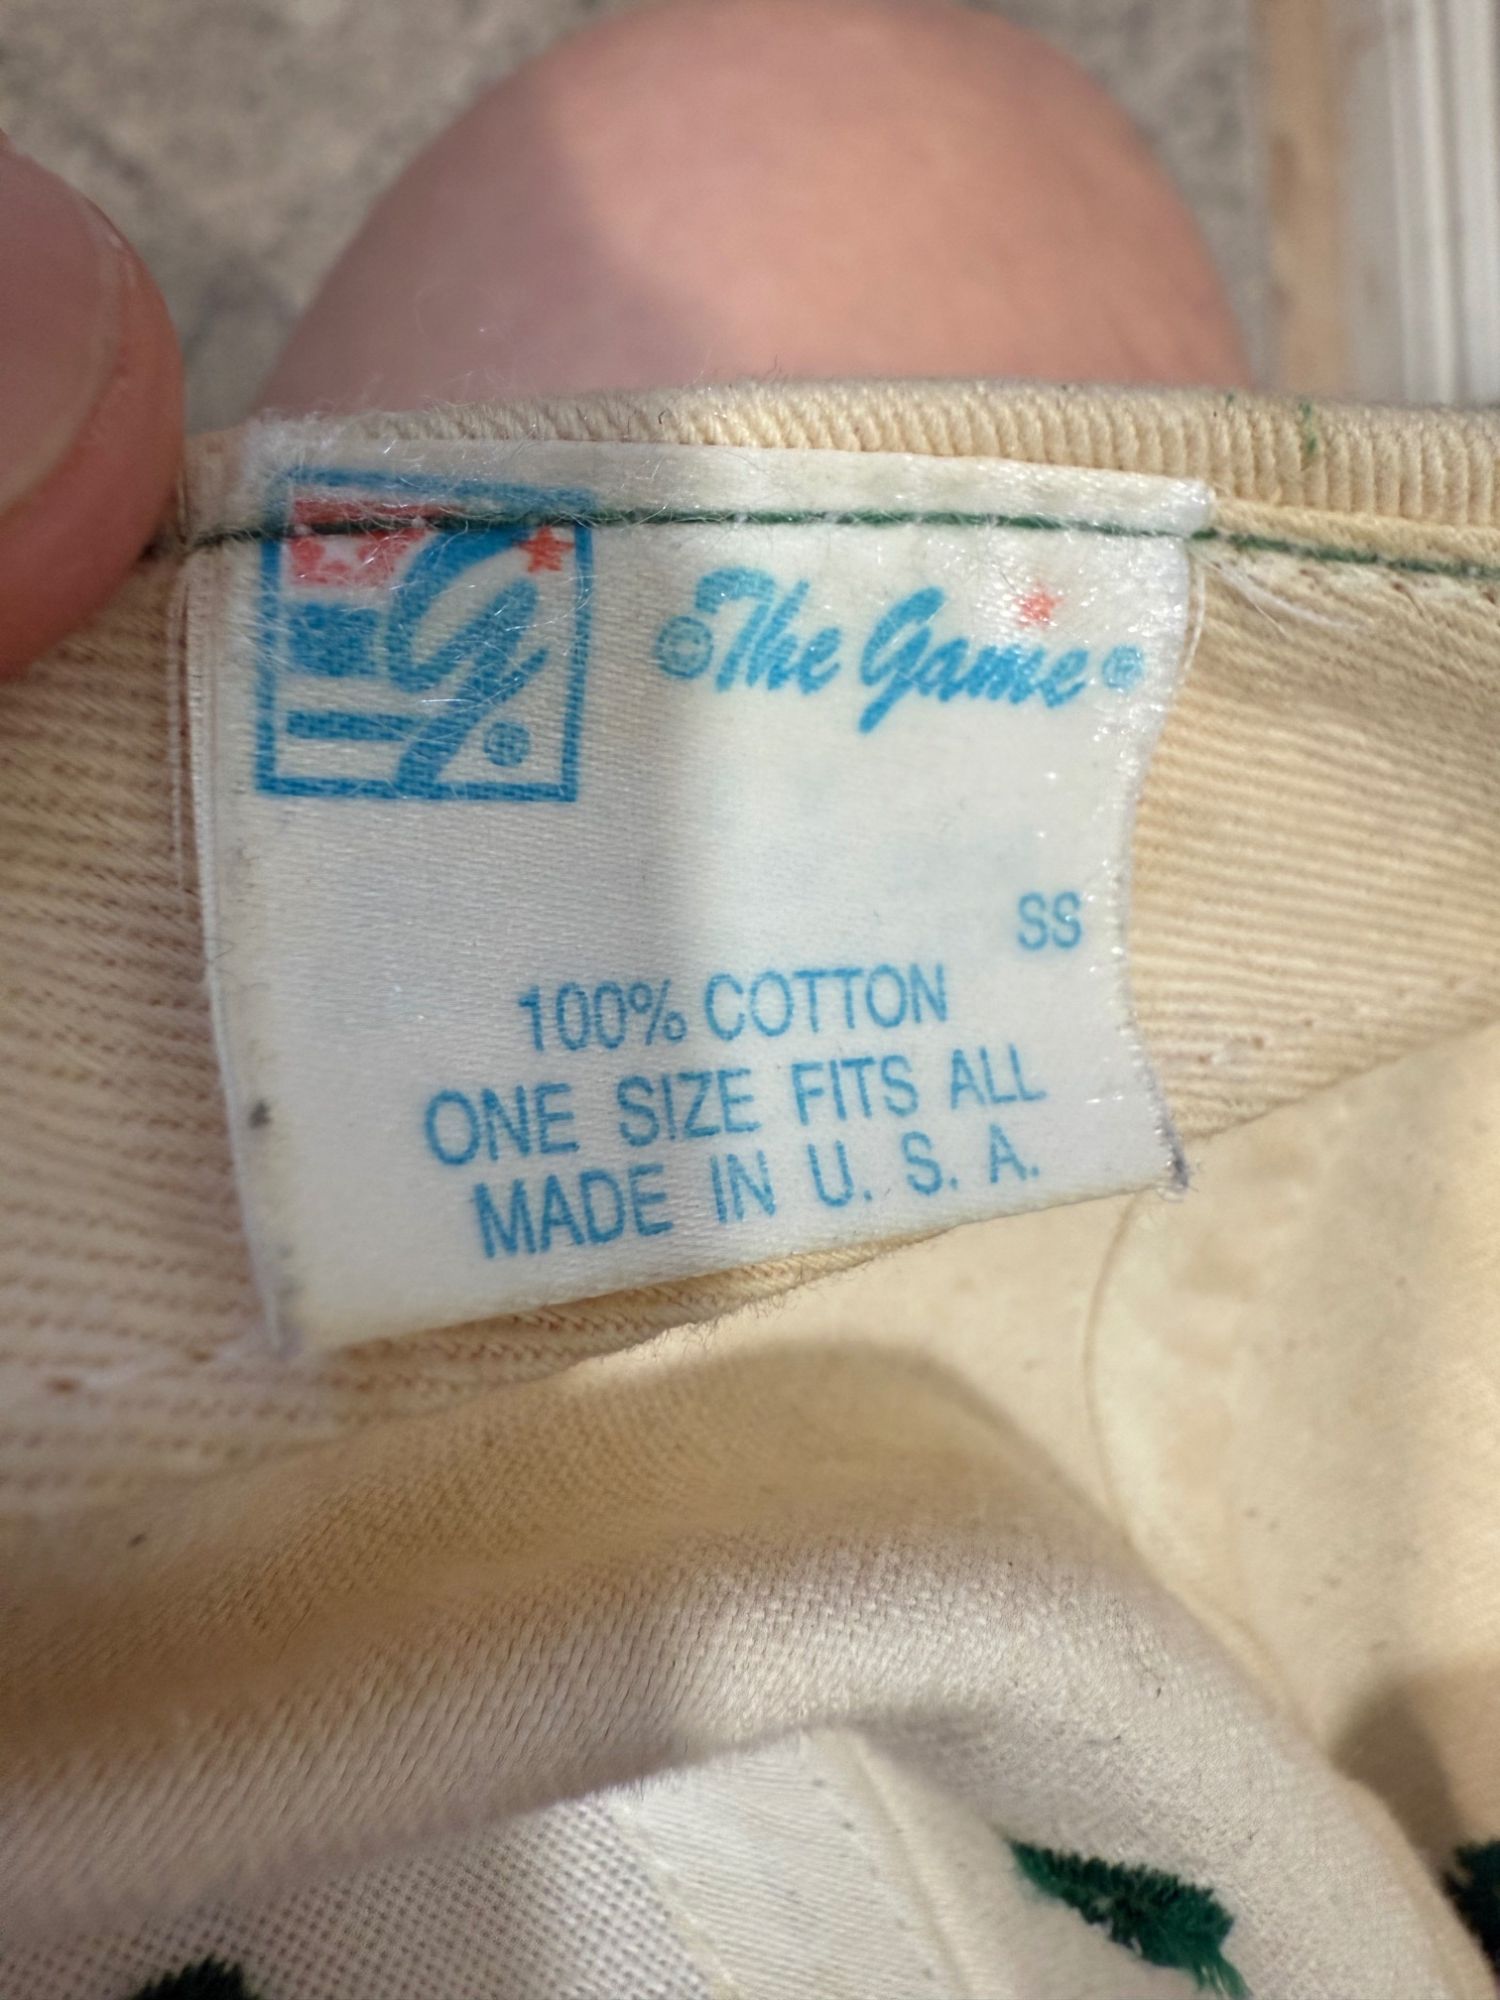 g®
©The Game®
SS
100% COTTON
ONE SIZE FITS ALL
MADE IN U. S. A.